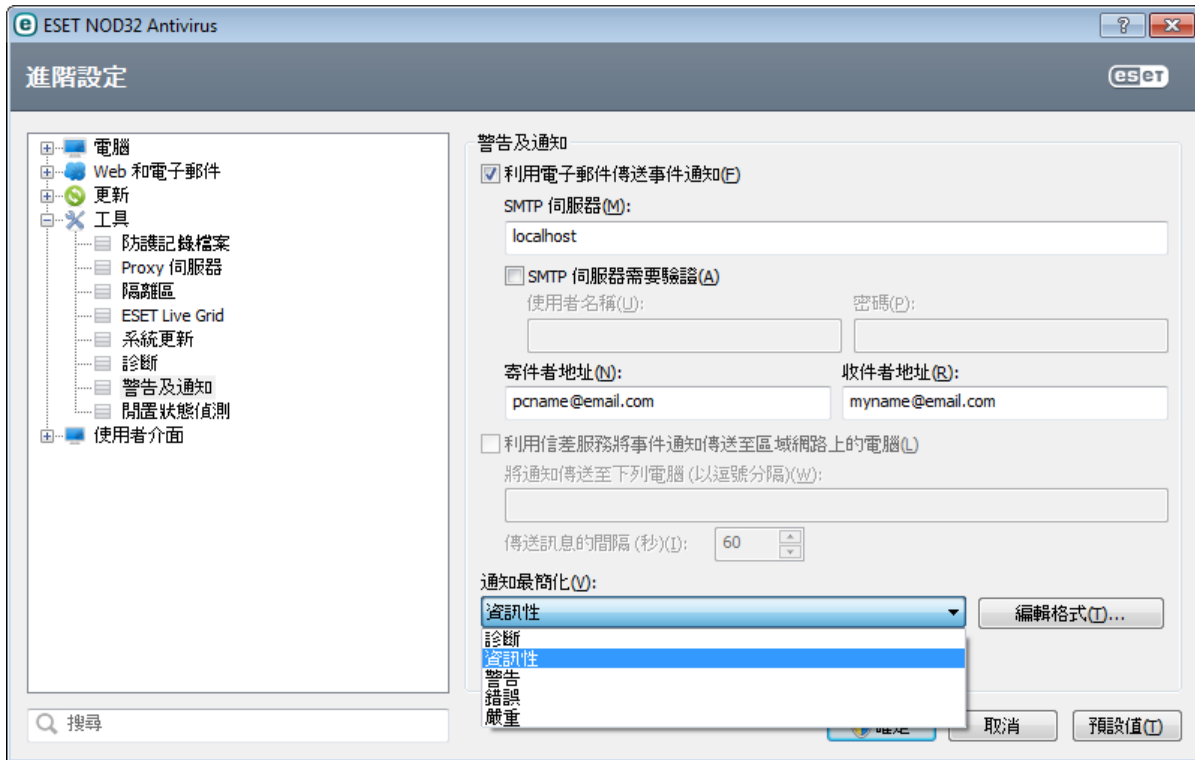 ESET NOD32 Antivirus
進階設定
eseT
電腦
Web 和電子郵件
更新
工具
防護記錄檔案
Proxy 伺服器
隔離區
ESET Live Grid
系統更新
診斷
警告及通知
閒置狀態偵測
使用者介面
搜尋
警告及通知
利用電子郵件傳送事件通知(F)
SMTP 伺服器(M):
localhost
SMTP 伺服器需要驗證(A)
使用者名稱(U): 密碼(P):
寄件者地址(N): 收件者地址(R):
pcname@email.com myname@email.com
利用信差服務將事件通知傳送至區域網路上的電腦(L)
將通知傳送至下列電腦 (以逗號分隔)(W):
傳送訊息的間隔 (秒)(I): 60
通知最簡化(V):
資訊性 編輯格式(T)...
診斷
資訊性
警告
錯誤
嚴重
取消 預設值(T)